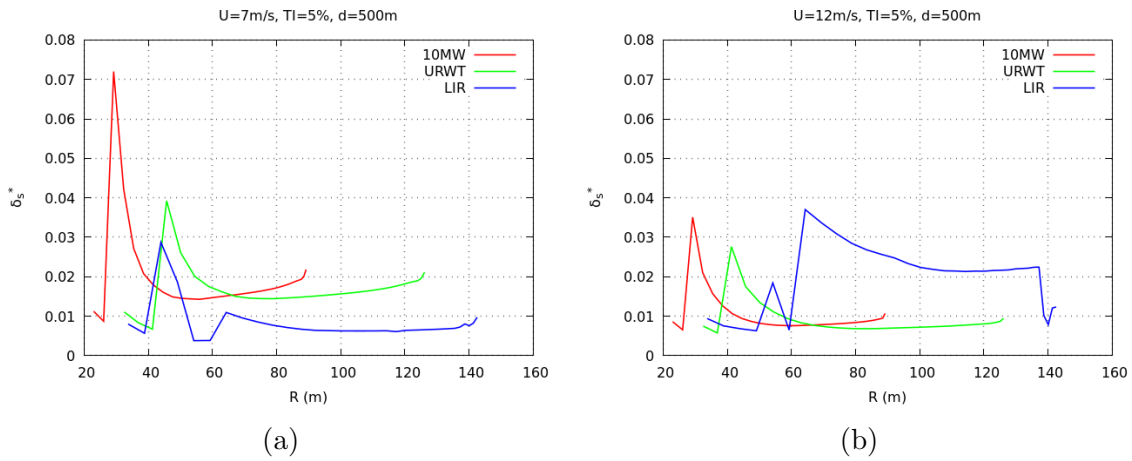 U=7m/s, TI=5%, d=500m
10MW
URWT
LIR
0.08
0.07
0.06
0.05
0.04
0.03
0.02
0.01
0
δs*
20 40 60 80 100 120 140 160
R (m)
(a)
U=12m/s, TI=5%, d=500m
10MW
URWT
LIR
0.08
0.07
0.06
0.05
0.04
0.03
0.02
0.01
0
δs*
20 40 60 80 100 120 140 160
R (m)
(b)